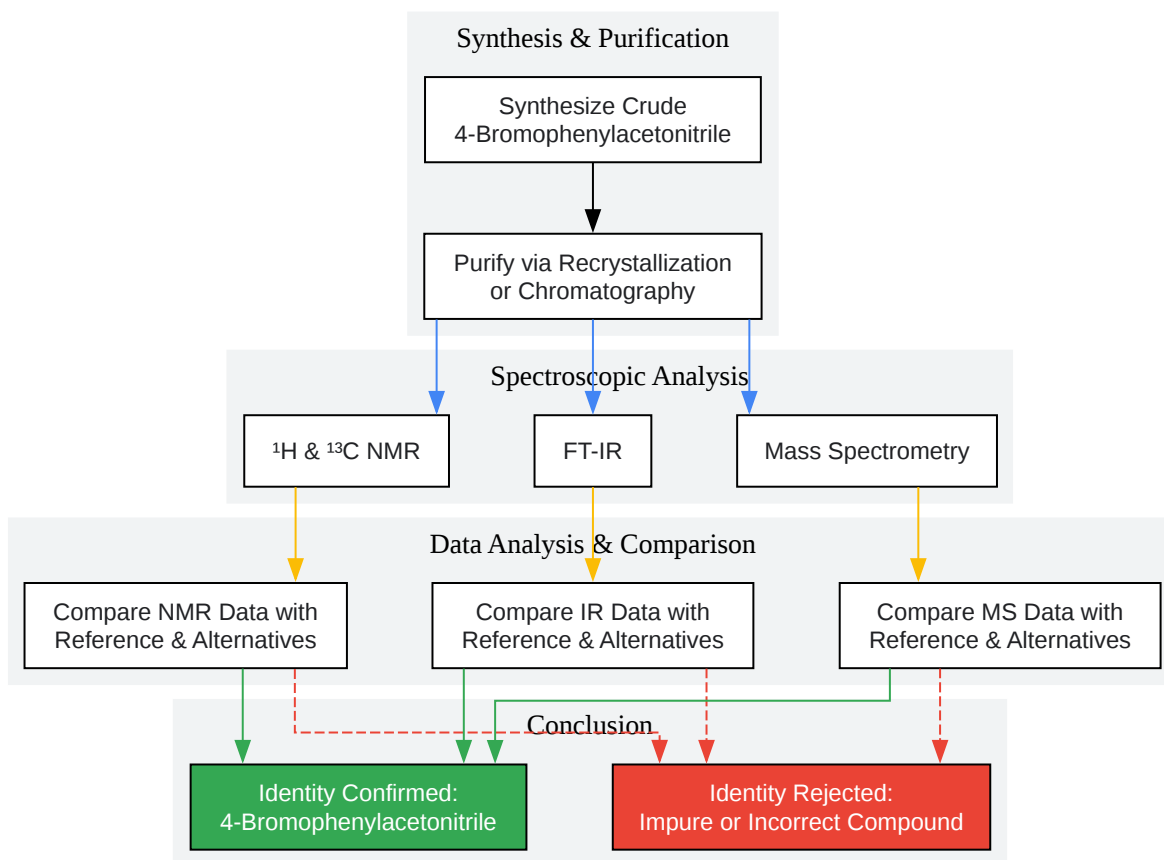 Synthesis & Purification
Synthesize Crude
4-Bromophenylacetonitrile
Purify via Recrystallization
or Chromatography
Spectroscopic Analysis
¹H & ¹³C NMR
FT-IR
Mass Spectrometry
Data Analysis & Comparison
Compare NMR Data with
Reference & Alternatives
Compare IR Data with
Reference & Alternatives
Compare MS Data with
Reference & Alternatives
Conclusion
Identity Confirmed:
4-Bromophenylacetonitrile
Identity Rejected:
Impure or Incorrect Compound